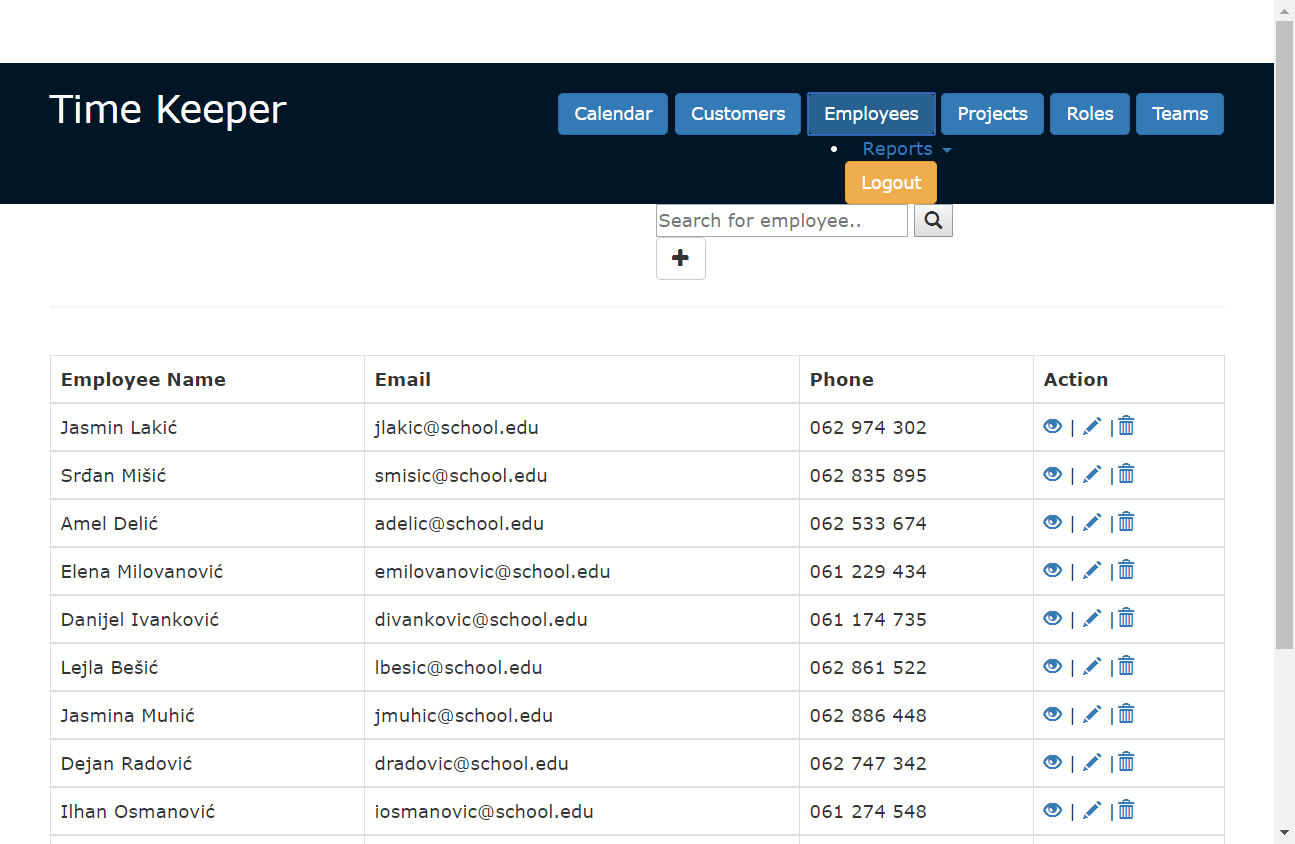 Time Keeper
Calendar Customers Employees Projects Roles Teams
Reports
Logout
Search for employee..
Employee Name Email Phone Action
Jasmin Lakić jlakic@school.edu 062 974 302 | |
Srđan Mišić smisic@school.edu 062 835 895 | |
Amel Delić adelic@school.edu 062 533 674 | |
Elena Milovanović emilovanovic@school.edu 061 229 434 | |
Danijel Ivanković divankovic@school.edu 061 174 735 | |
Lejla Bešić lbesic@school.edu 062 861 522 | |
Jasmina Muhić jmuhic@school.edu 062 886 448 | |
Dejan Radović dradovic@school.edu 062 747 342 | |
Ilhan Osmanović iosmanovic@school.edu 061 274 548 | |